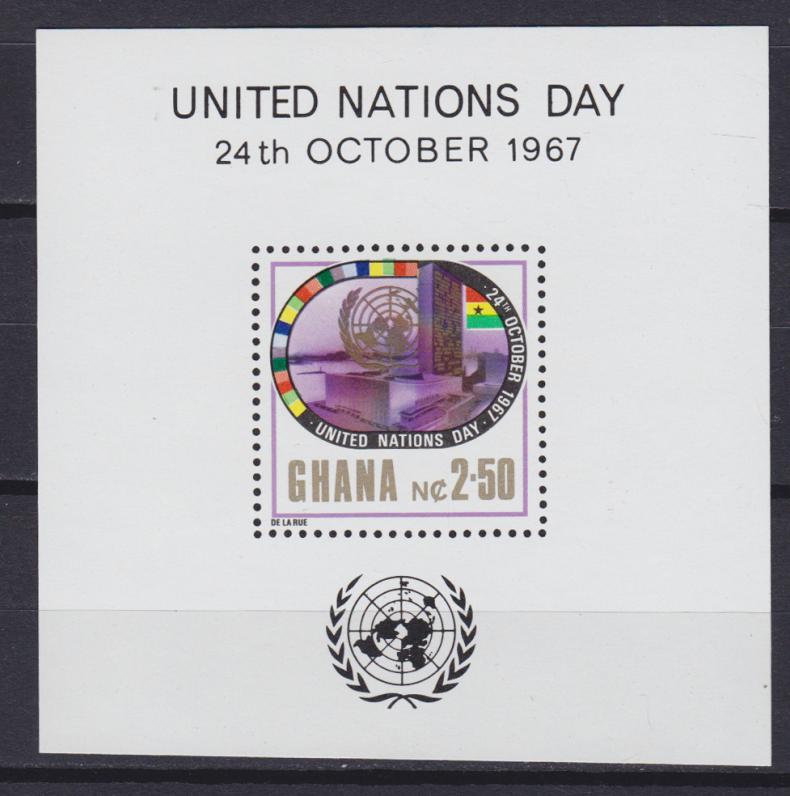 UNITED NATIONS DAY
24th OCTOBER 1967
· 24TH OCTOBER 1967 ·
· UNITED NATIONS DAY ·
GHANA N₵2·50
DE LA RUE